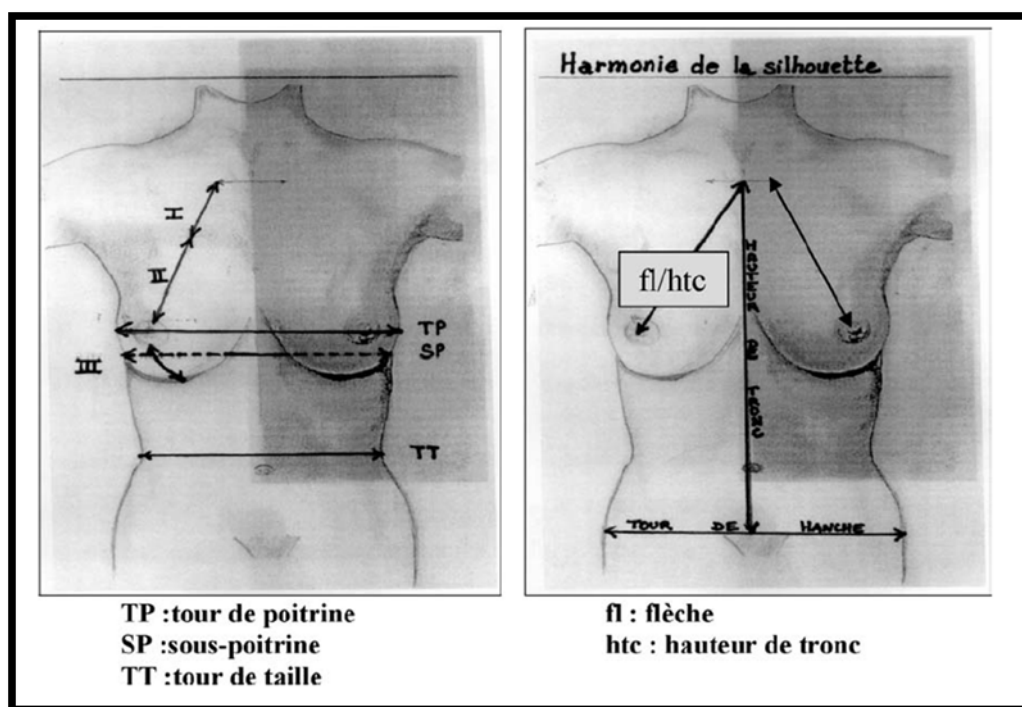 I
II
III
TP
SP
TT
TP :tour de poitrine
SP :sous-poitrine
TT :tour de taille
Harmonie de la silhouette
fl/htc
HAUTEUR DE TRONC
TOUR DE HANCHE
fl : flèche
htc : hauteur de tronc